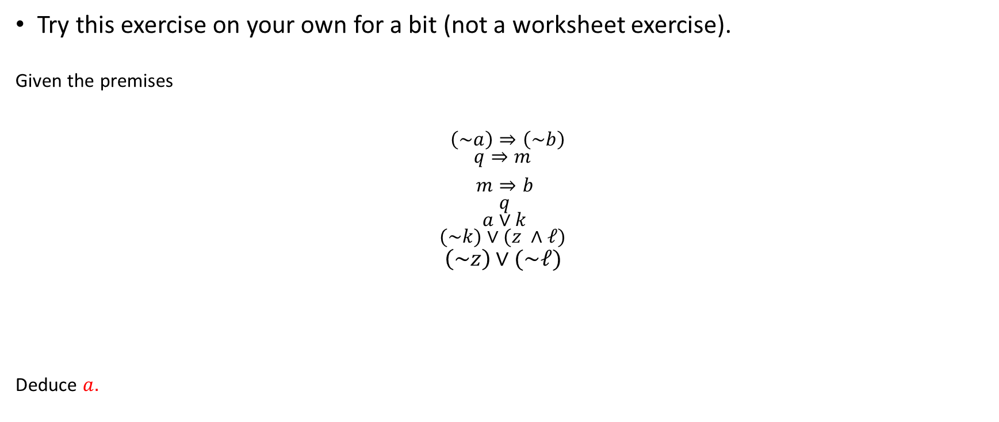 • Try this exercise on your own for a bit (not a worksheet exercise).
Given the premises
(~a) ⇒ (~b)
q ⇒ m
m ⇒ b
q
a ∨ k
(~k) ∨ (z ∧ ℓ)
(~z) ∨ (~ℓ)
Deduce a.